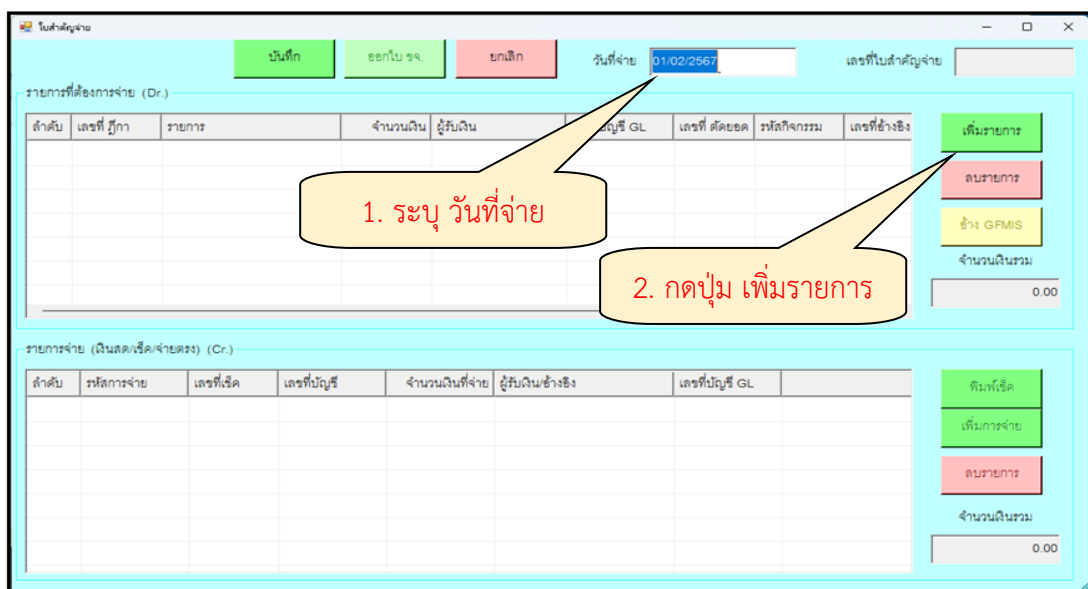 ใบสำคัญจ่าย
บันทึก ออกใบ รจ. ยกเลิก วันที่จ่าย 01/02/2567 เลขที่ใบสำคัญจ่าย
รายการที่ต้องการจ่าย (Dr.)
ลำดับ เลขที่ ฎีกา รายการ จำนวนเงิน ผู้รับเงิน บัญชี GL เลขที่ ตัดยอด รหัสกิจกรรม เลขที่อ้างอิง
เพิ่มรายการ
ลบรายการ
1. ระบุ วันที่จ่าย
ล้าง GFMIS
จำนวนเงินรวม
2. กดปุ่ม เพิ่มรายการ
0.00
รายการจ่าย (เงินสด/เช็ค/จ่ายตรง) (Cr.)
ลำดับ รหัสการจ่าย เลขที่เช็ค เลขที่บัญชี จำนวนเงินที่จ่าย ผู้รับเงิน/อ้างอิง เลขที่บัญชี GL
พิมพ์เช็ค
เพิ่มการจ่าย
ลบรายการ
จำนวนเงินรวม
0.00